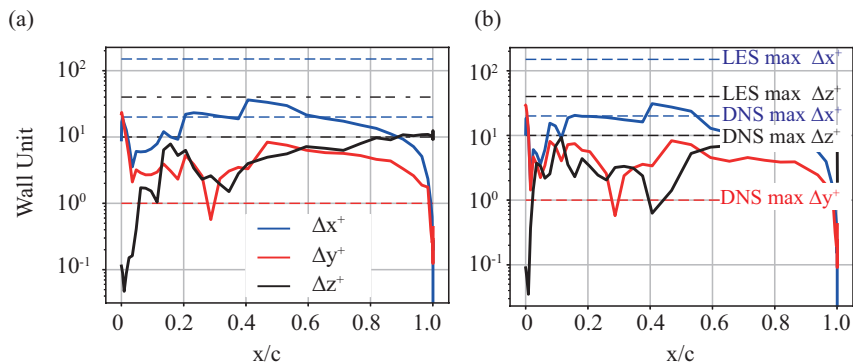 (a)
(b)
Wall Unit
10²
10¹
10⁰
10⁻¹
Δx⁺
Δy⁺
Δz⁺
0 0.2 0.4 0.6 0.8 1.0
x/c
10²
10¹
10⁰
10⁻¹
LES max Δx⁺
LES max Δz⁺
DNS max Δx⁺
DNS max Δz⁺
DNS max Δy⁺
0 0.2 0.4 0.6 0.8 1.0
x/c